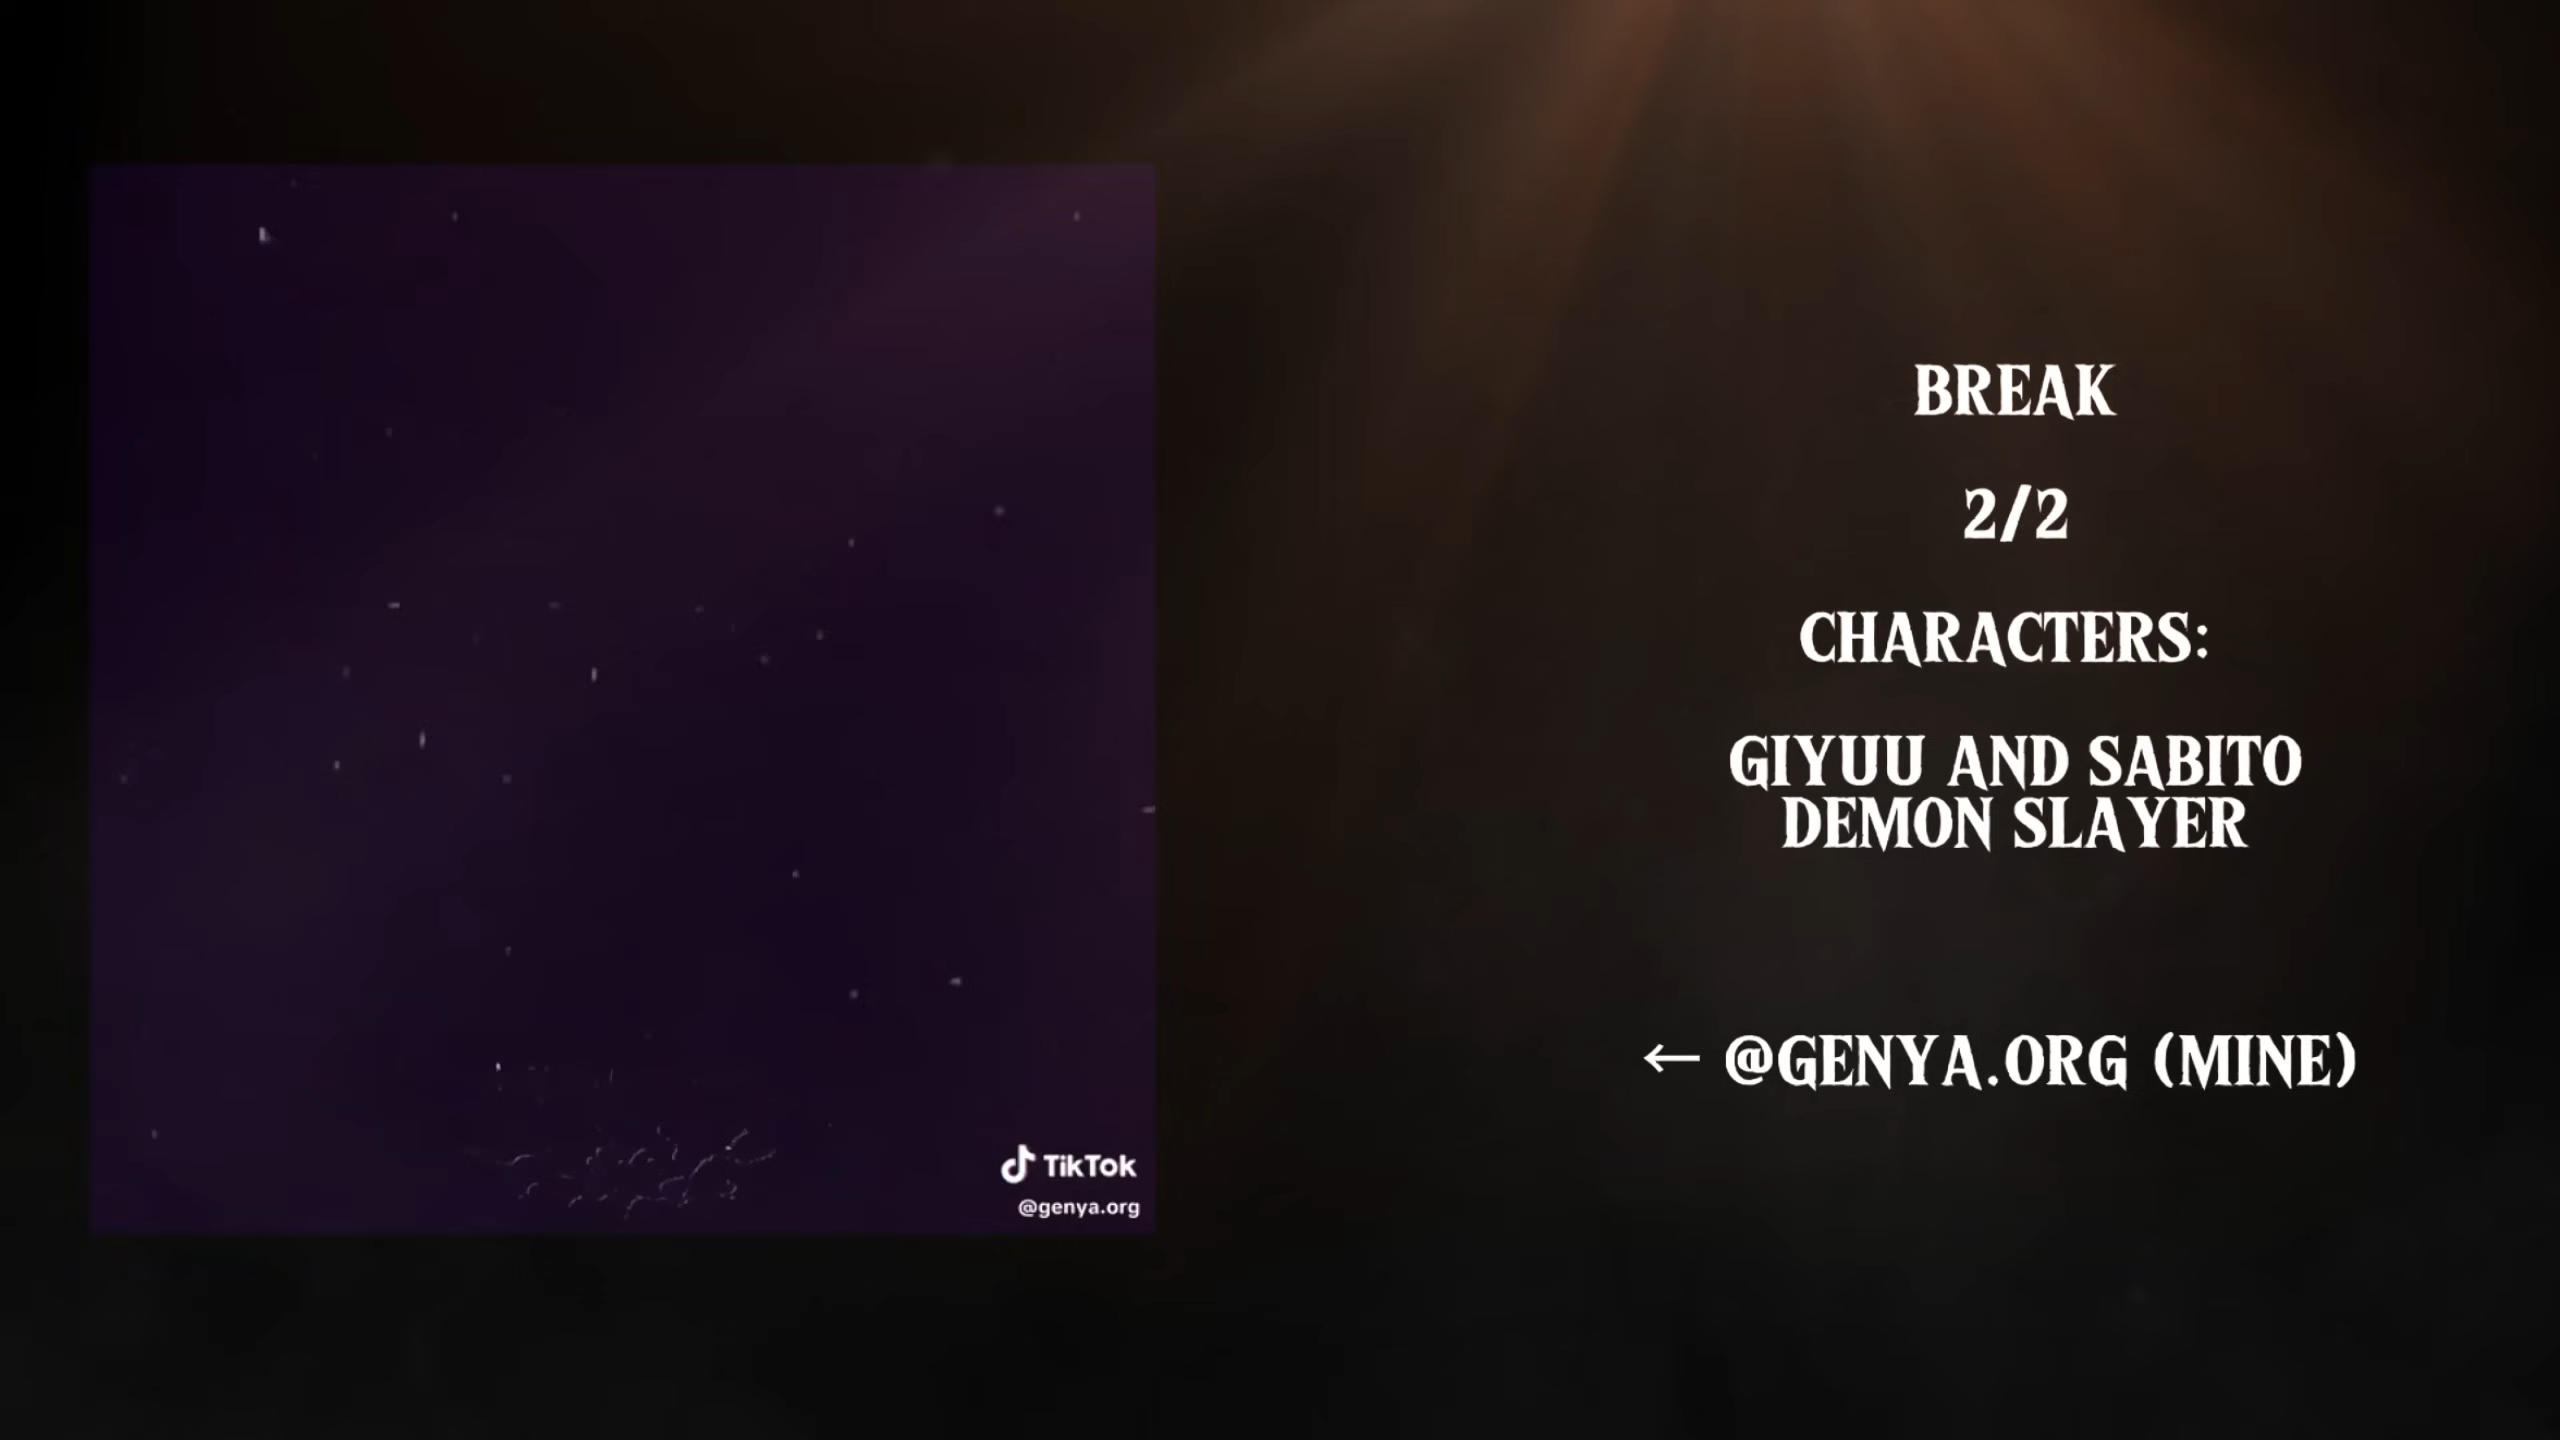 BREAK
2/2
CHARACTERS:
GIYUU AND SABITO
DEMON SLAYER
← @GENYA.ORG (MINE)
TikTok
@genya.org